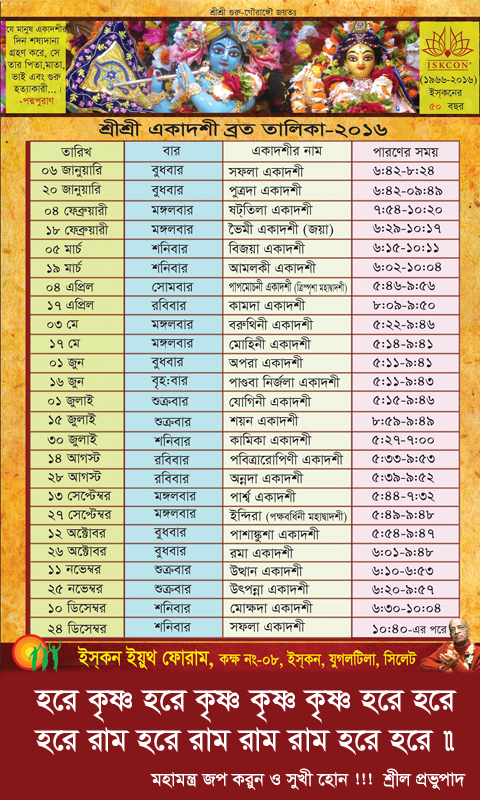 শ্রীশ্রী গুরু-গৌরাঙ্গৌ জয়তঃ
যে মানুষ একাদশীর
দিন শষ্যদানা
গ্রহণ করে, সে
তার পিতা,মাতা,
ভাই এবং গুরু
হত্যাকারী...।
-পদ্মপুরাণ
ISKCON
(১৯৬৬-২০১৬)
ইস্‌কনের
৫০ বছর
শ্রীশ্রী একাদশী ব্রত তালিকা-২০১৬
তারিখ বার একাদশীর নাম পারণের সময়
০৬ জানুয়ারি বুধবার সফলা একাদশী ৬:৪২-৮:২৪
২০ জানুয়ারি বুধবার পুত্রদা একাদশী ৬:৪২-০৯:৪৯
০৪ ফেব্রুয়ারী মঙ্গলবার ষট্‌তিলা একাদশী ৭:৫৪-১০:২০
১৮ ফেব্রুয়ারী মঙ্গলবার ভৈমী একাদশী (জয়া) ৬:২৯-১০:১৭
০৫ মার্চ শনিবার বিজয়া একাদশী ৬:১৫-১০:১১
১৯ মার্চ শনিবার আমলকী একাদশী ৬:০২-১০:০৪
০৪ এপ্রিল সোমবার পাপমোচনী একাদশী (ত্রিস্পৃশা মহাদ্বাদশী) ৫:৪৬-৯:৫৬
১৭ এপ্রিল রবিবার কামদা একাদশী ৮:০৯-৯:৫০
০৩ মে মঙ্গলবার বরুথিনী একাদশী ৫:২২-৯:৪৬
১৭ মে মঙ্গলবার মোহিনী একাদশী ৫:১৪-৯:৪১
০১ জুন বুধবার অপরা একাদশী ৫:১১-৯:৪১
১৬ জুন বৃহ:বার পাণ্ডবা নির্জলা একাদশী ৫:১১-৯:৪৩
০১ জুলাই শুক্রবার যোগিনী একাদশী ৫:১৫-৯:৪৬
১৫ জুলাই শুক্রবার শয়ন একাদশী ৮:৫৯-৯:৪৯
৩০ জুলাই শনিবার কামিকা একাদশী ৫:২৭-৭:০০
১৪ আগস্ট রবিবার পবিত্রারোপিণী একাদশী ৫:৩৩-৯:৫৩
২৮ আগস্ট রবিবার অন্নদা একাদশী ৫:৩৯-৯:৫২
১৩ সেপ্টেম্বর মঙ্গলবার পার্শ্ব একাদশী ৫:৪৪-৭:৩২
২৭ সেপ্টেম্বর মঙ্গলবার ইন্দিরা (পক্ষবর্ধিনী মহাদ্বাদশী) ৫:৪৯-৯:৪৮
১২ অক্টোবর বুধবার পাশাঙ্কুশা একাদশী ৫:৫৪-৯:৪৭
২৬ অক্টোবর বুধবার রমা একাদশী ৬:০১-৯:৪৮
১১ নভেম্বর শুক্রবার উত্থান একাদশী ৬:১০-৬:৫৩
২৫ নভেম্বর শুক্রবার উৎপন্না একাদশী ৬:২০-৯:৫৭
১০ ডিসেম্বর শনিবার মোক্ষদা একাদশী ৬:৩০-১০:০৪
২৪ ডিসেম্বর শনিবার সফলা একাদশী ১০:৪০-এর পরে
ইস্‌কন ইয়ুথ ফোরাম, কক্ষ নং-০৮, ইস্‌কন, যুগলটিলা, সিলেট
হরে কৃষ্ণ হরে কৃষ্ণ কৃষ্ণ কৃষ্ণ হরে হরে
হরে রাম হরে রাম রাম রাম হরে হরে ॥
মহামন্ত্র জপ করুন ও সুখী হোন !!! শ্রীল প্রভুপাদ